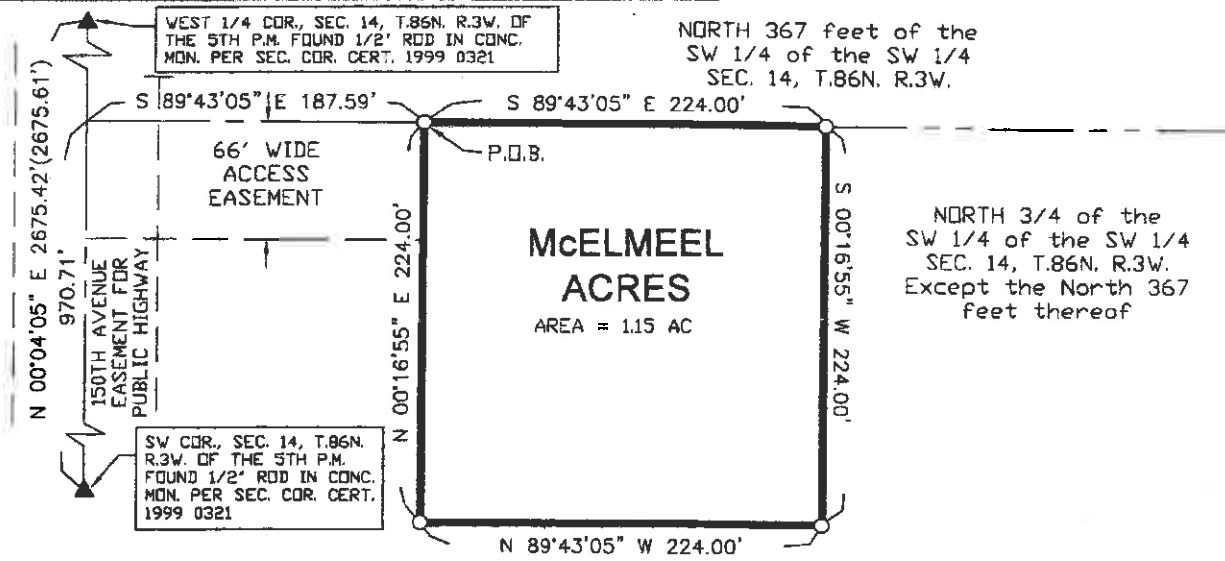 WEST 1/4 COR., SEC. 14, T.86N. R.3W. OF
THE 5TH P.M. FOUND 1/2" ROD IN CONC.
MON. PER SEC. COR. CERT. 1999 0321
NORTH 367 feet of the
SW 1/4 of the SW 1/4
SEC. 14, T.86N. R.3W.
S 89°43'05" E 187.59'
S 89°43'05" E 224.00'
P.O.B.
66' WIDE
ACCESS
EASEMENT
N 00°04'05" E 2675.42'(2675.61')
970.71'
150TH AVENUE
EASEMENT FOR
PUBLIC HIGHWAY
N 00°16'55" E 224.00'
McELMEEL
ACRES
AREA = 1.15 AC
S 00°16'55" W 224.00'
NORTH 3/4 of the
SW 1/4 of the SW 1/4
SEC. 14, T.86N. R.3W.
Except the North 367
feet thereof
SW COR., SEC. 14, T.86N.
R.3W. OF THE 5TH P.M.
FOUND 1/2" ROD IN CONC.
MON. PER SEC. COR. CERT.
1999 0321
N 89°43'05" W 224.00'